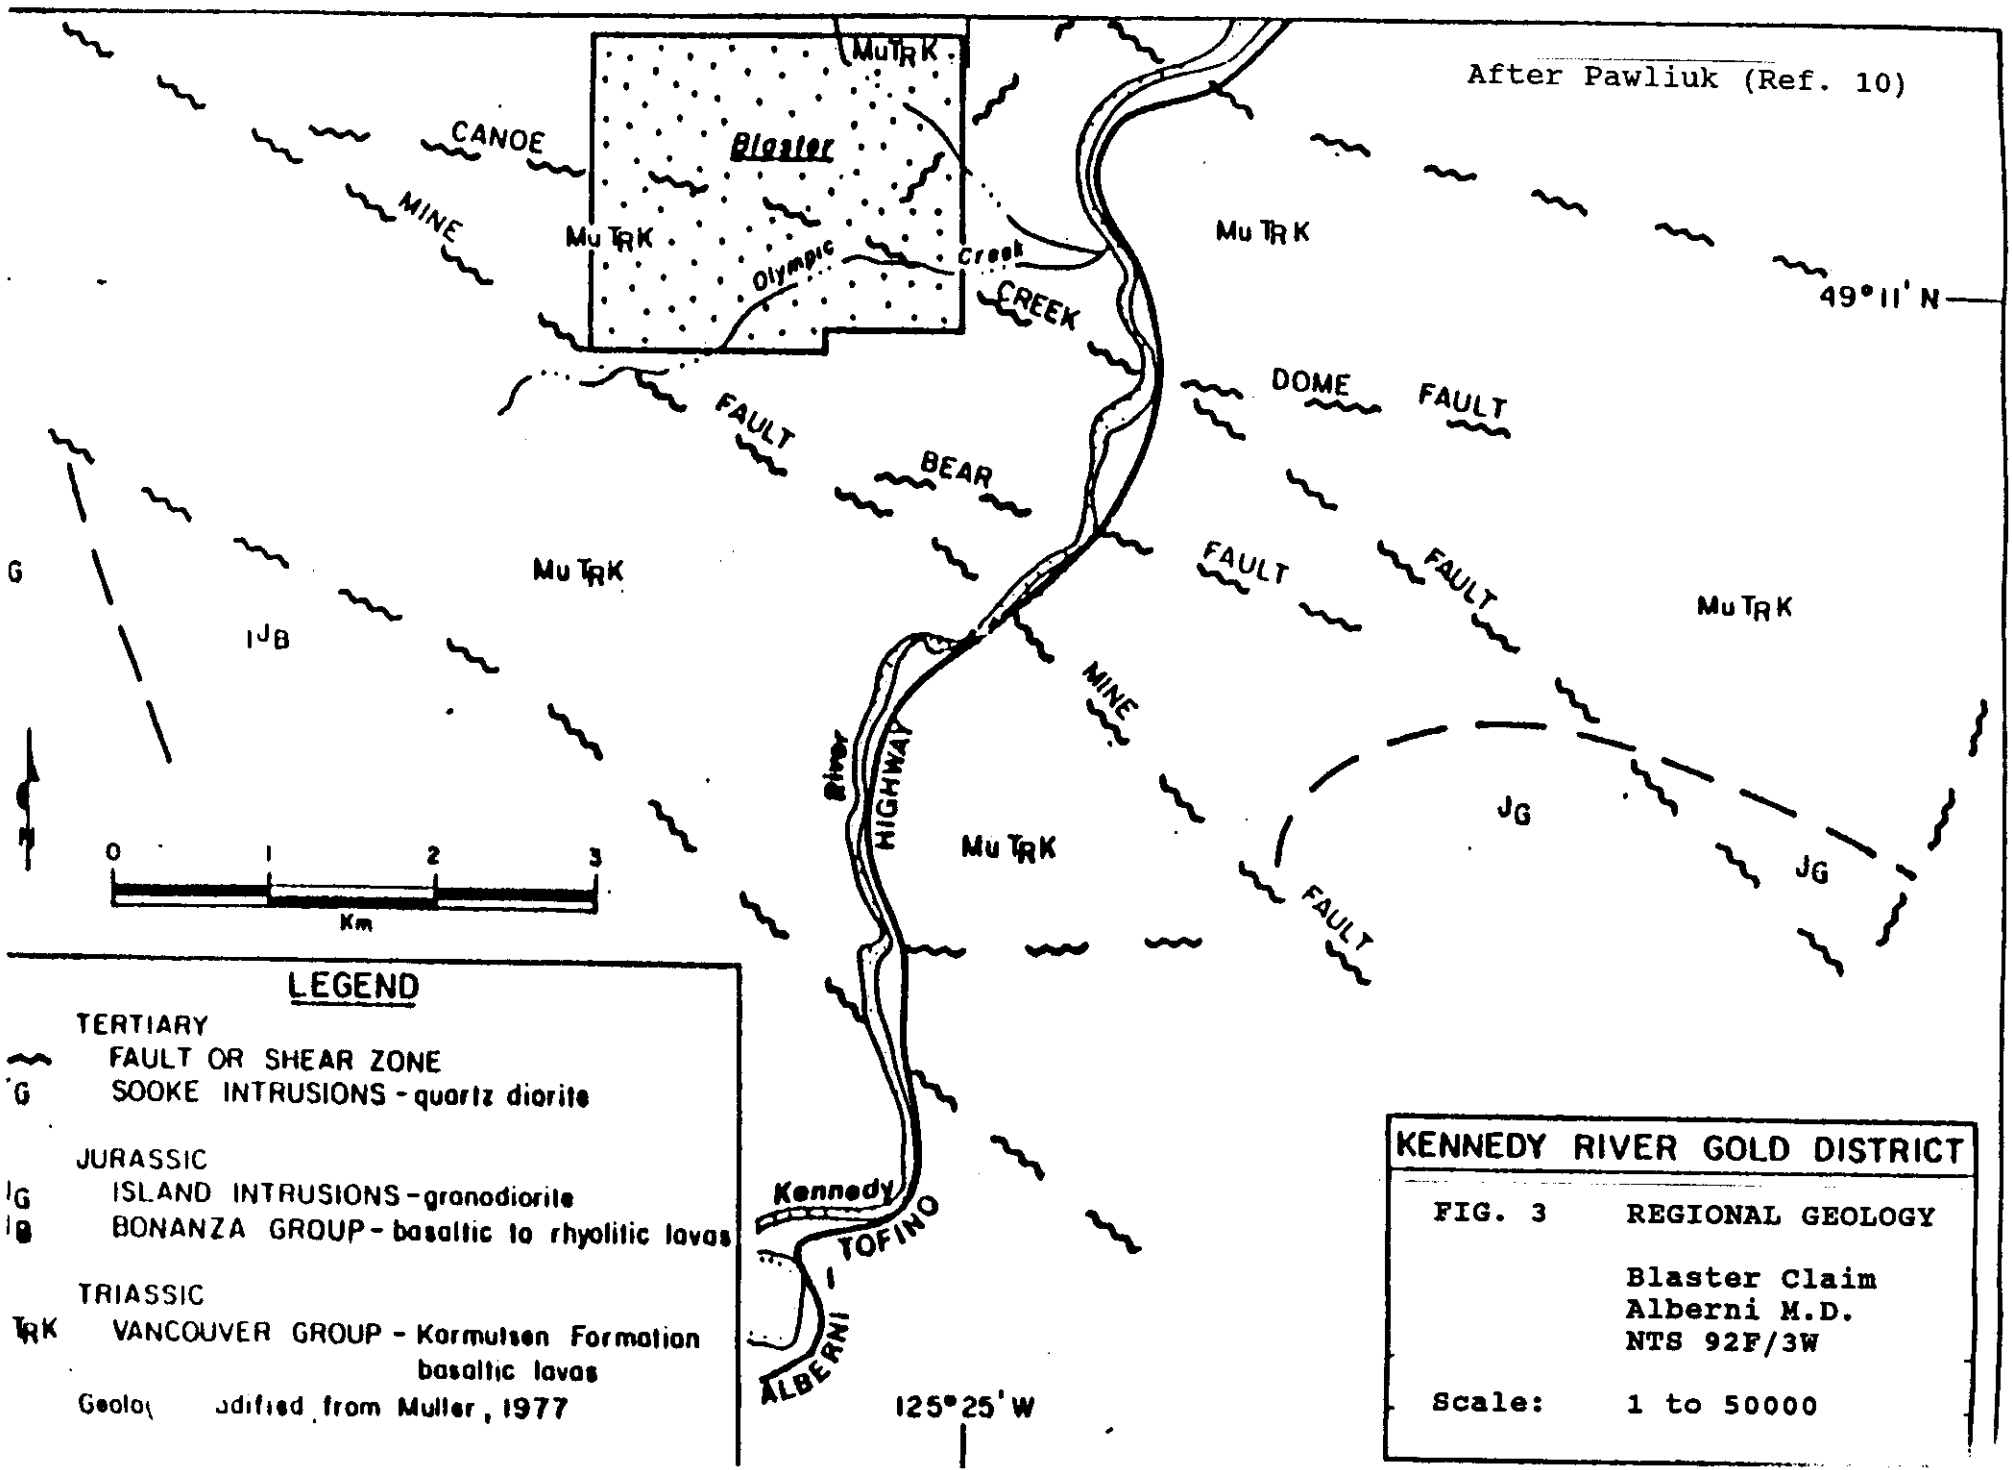 After Pawliuk (Ref. 10)
MuTRK
CANOE
Blaster
MINE
MuTRK
MuTRK
Olympic
Creek
CREEK
49°11'N
DOME FAULT
FAULT
BEAR
FAULT
FAULT
G
MuTRK
MuTRK
IJB
MINE
River
HIGHWAY
JG
MuTRK
JG
FAULT
N
0 1 2 3
Km
LEGEND
TERTIARY
FAULT OR SHEAR ZONE
G SOOKE INTRUSIONS - quartz diorite
JURASSIC
G ISLAND INTRUSIONS - granodiorite
B BONANZA GROUP - basaltic to rhyolitic lavas
TRIASSIC
TRK VANCOUVER GROUP - Karmutsen Formation
basaltic lavas
from Muller, 1977
Kennedy
TOFINO
-
ALBERNI
125°25'W
KENNEDY RIVER GOLD DISTRICT
FIG. 3 REGIONAL GEOLOGY
Blaster Claim
Alberni M.D.
NTS 92F/3W
Scale: 1 to 50000